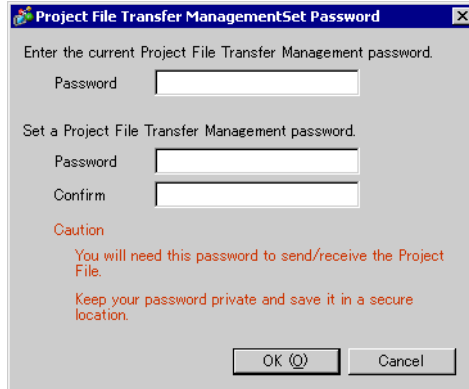 Project File Transfer ManagementSet Password
Enter the current Project File Transfer Management password.
Password
Set a Project File Transfer Management password.
Password
Confirm
Caution
You will need this password to send/receive the Project
File.
Keep your password private and save it in a secure
location.
OK (O)
Cancel